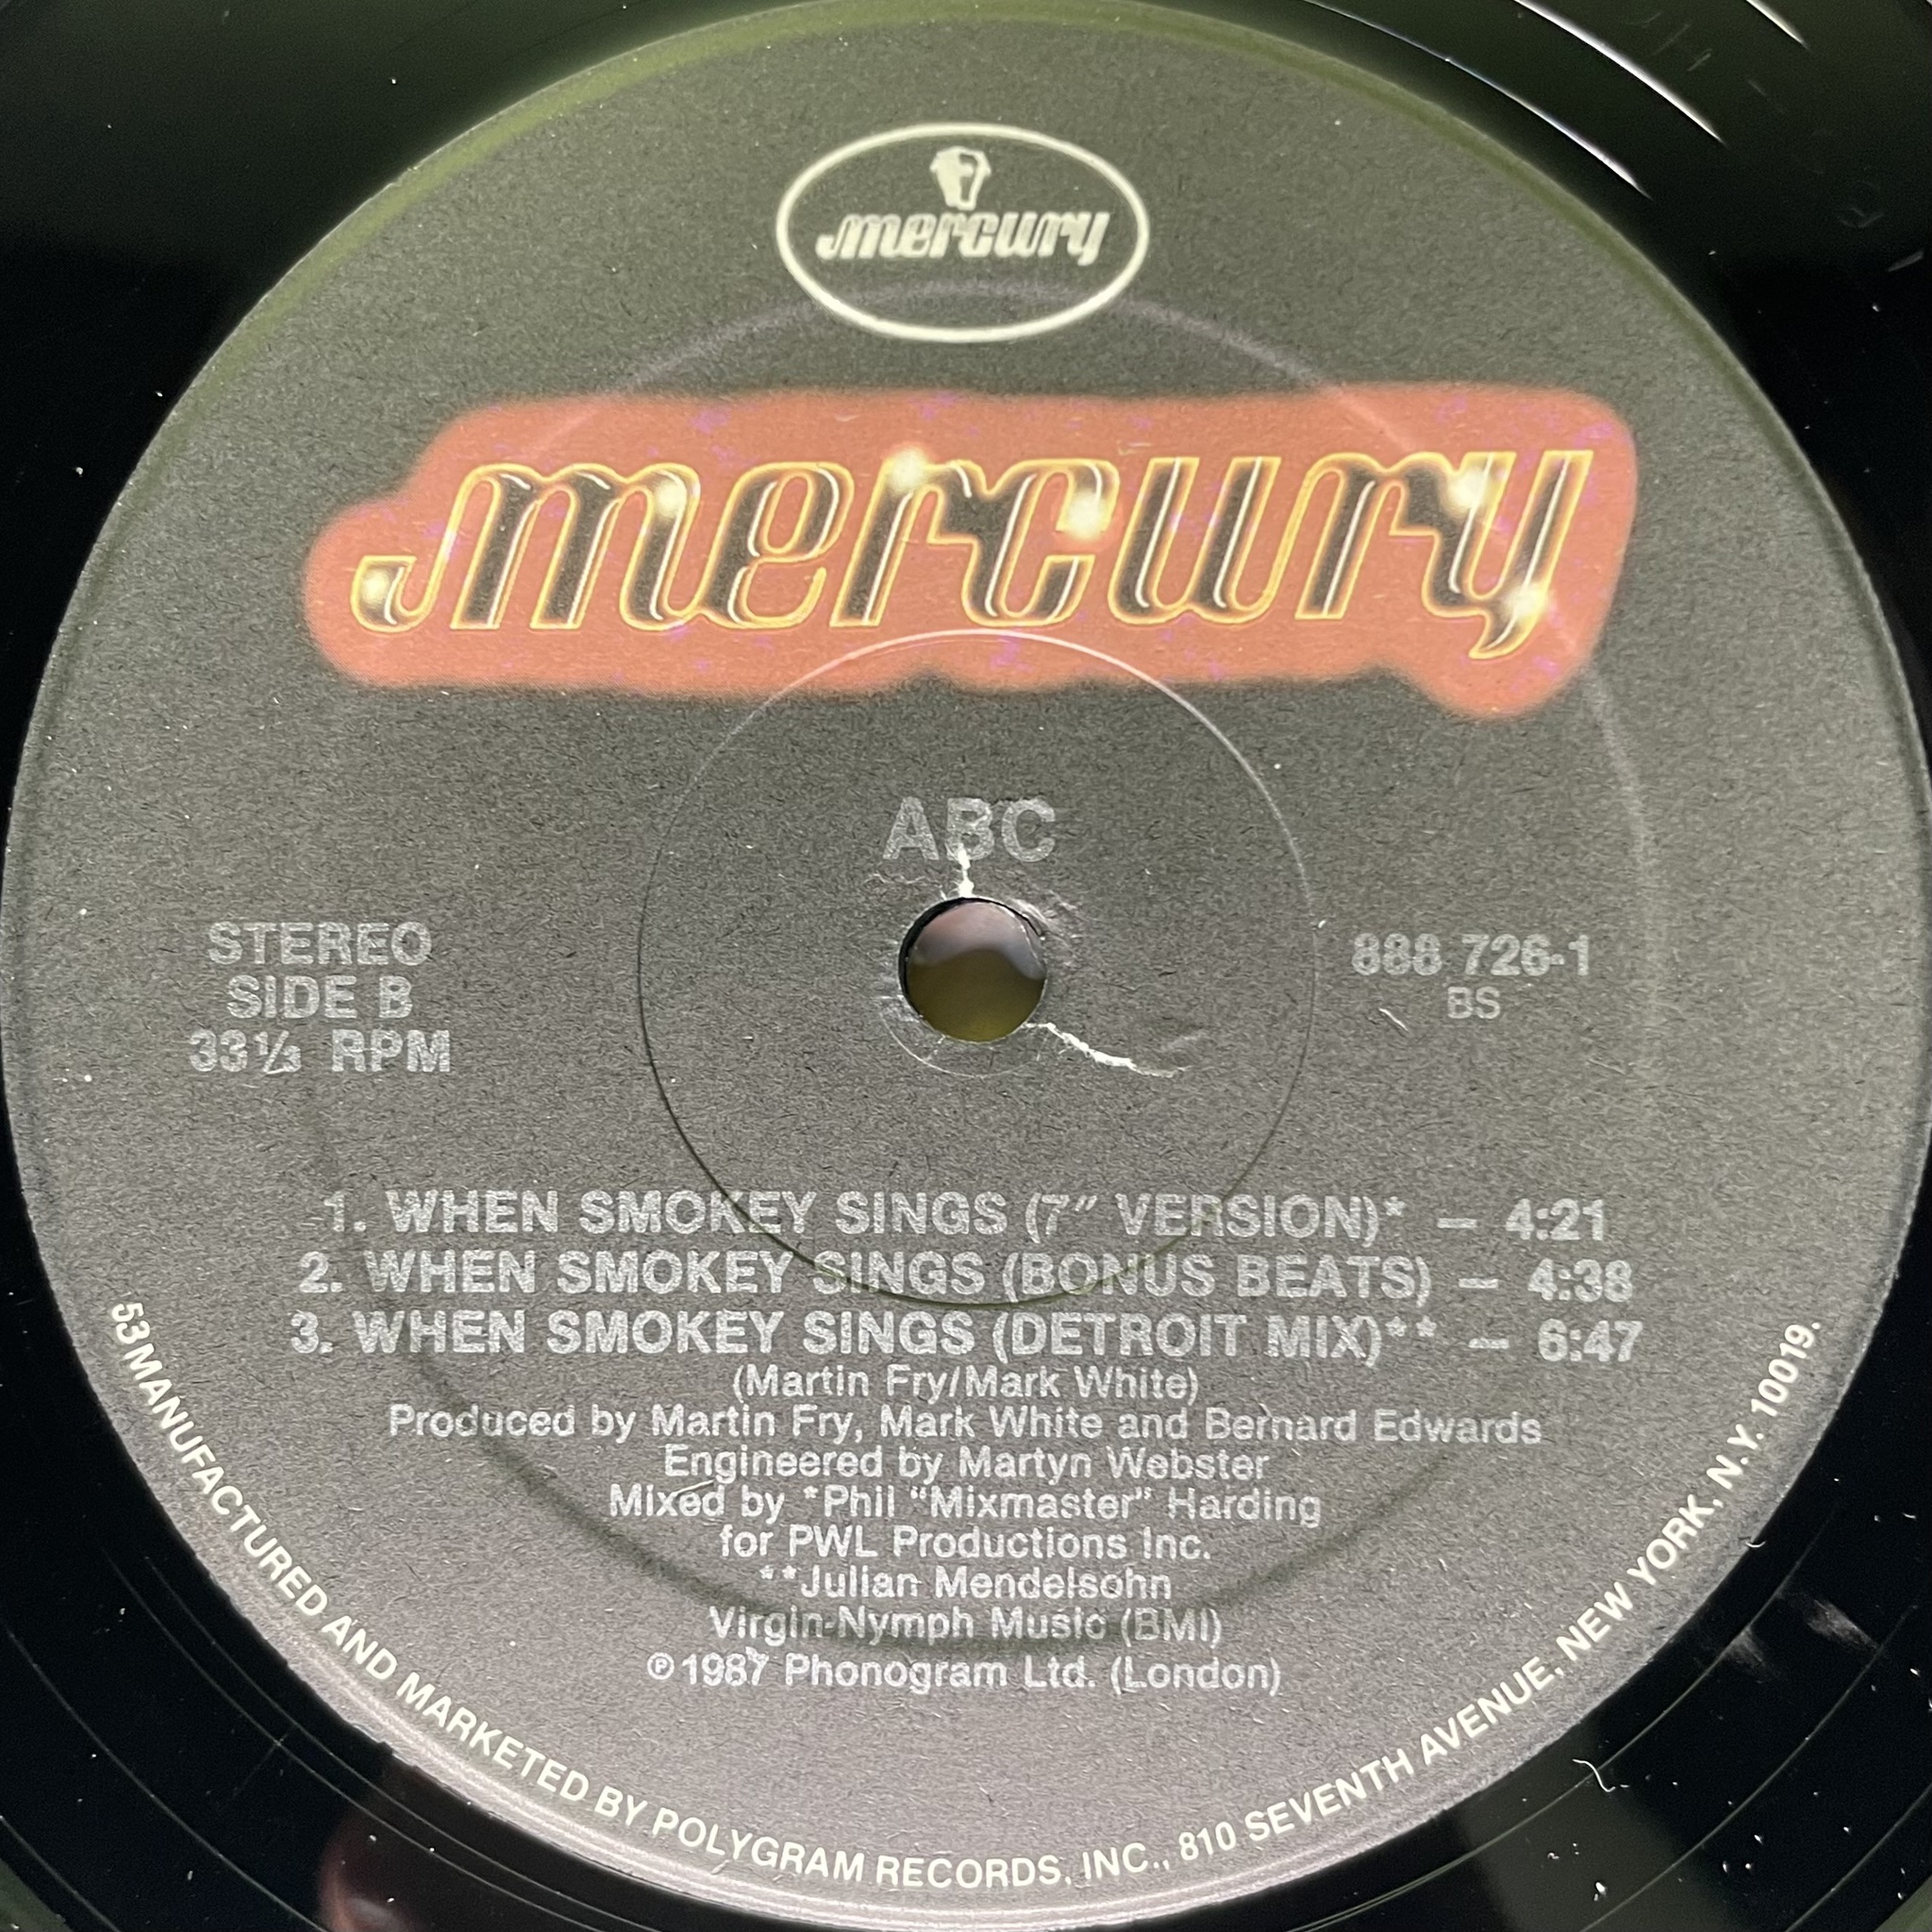 mercury
mercury
ABC
STEREO
SIDE B
33⅓ RPM
888 726-1
BS
1. WHEN SMOKEY SINGS (7" VERSION)* — 4:21
2. WHEN SMOKEY SINGS (BONUS BEATS) — 4:38
3. WHEN SMOKEY SINGS (DETROIT MIX)** — 6:47
(Martin Fry/Mark White)
Produced by Martin Fry, Mark White and Bernard Edwards
Engineered by Martyn Webster
Mixed by *Phil "Mixmaster" Harding
for PWL Productions Inc.
**Julian Mendelsohn
Virgin-Nymph Music (BMI)
℗ 1987 Phonogram Ltd. (London)
53 MANUFACTURED AND MARKETED BY POLYGRAM RECORDS, INC., 810 SEVENTH AVENUE, NEW YORK, N.Y. 10019.